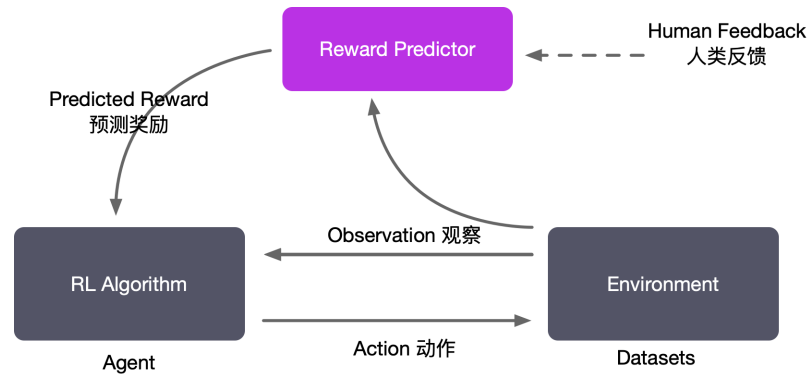 Reward Predictor
Human Feedback
人类反馈
Predicted Reward
预测奖励
Observation 观察
RL Algorithm
Environment
Action 动作
Agent
Datasets